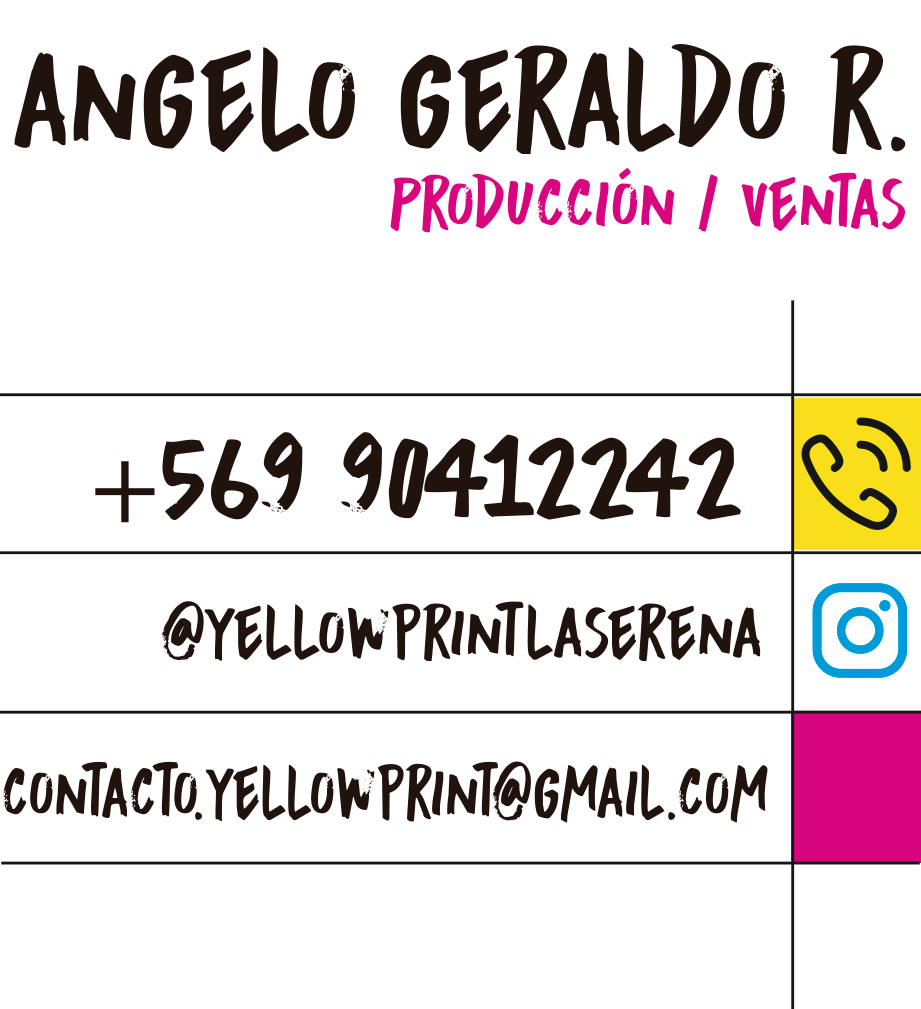 ANGELO GERALDO R.
PRODUCCIÓN / VENTAS
+569 90412242
@YELLOWPRINTLASERENA
CONTACTO.YELLOWPRINT@GMAIL.COM